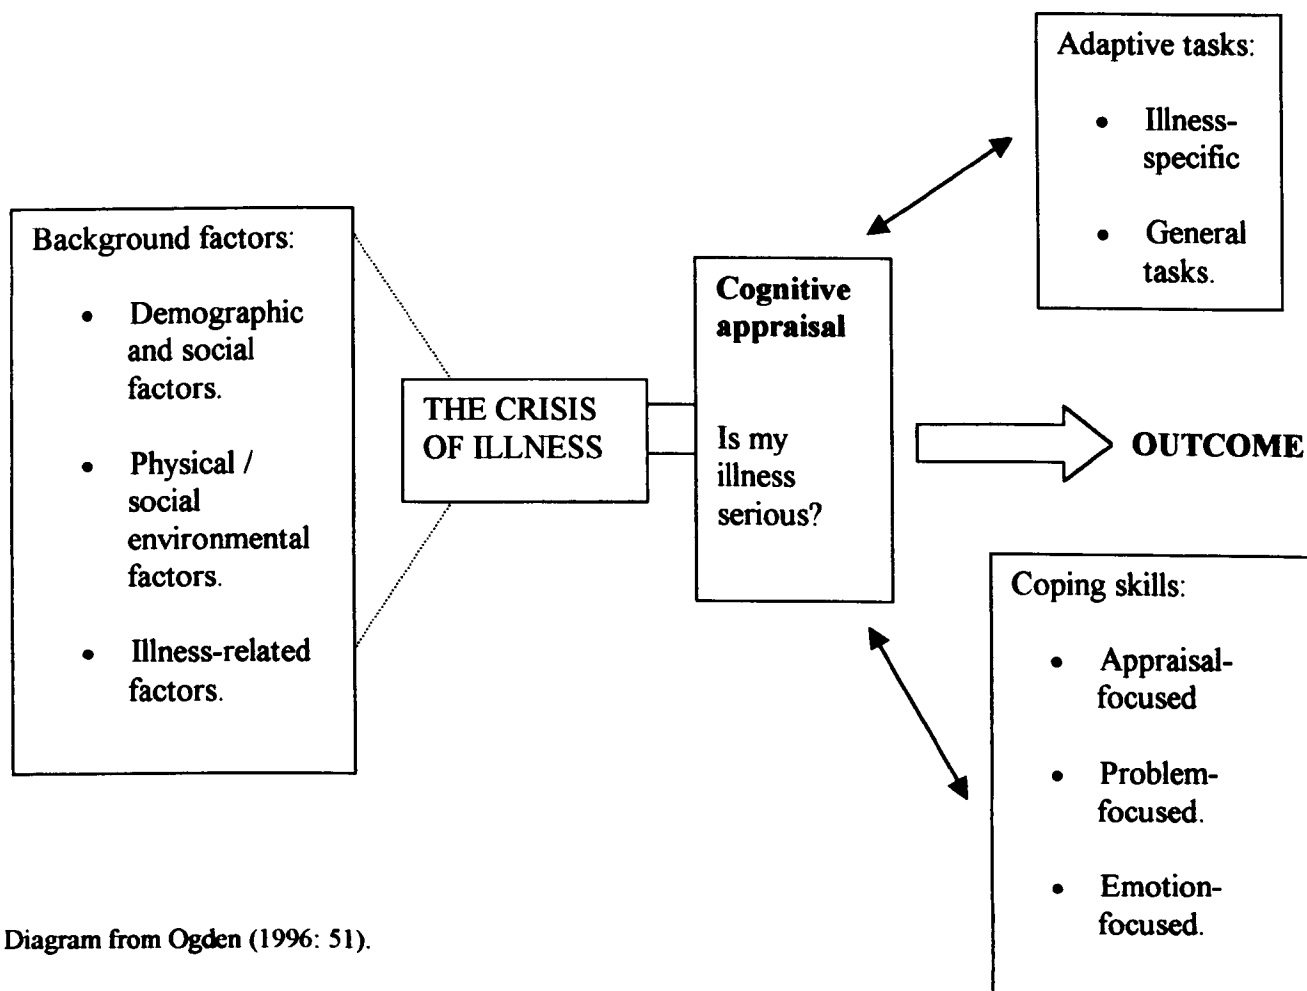 Background factors:
• Demographic
and social
factors.
• Physical /
social
environmental
factors.
• Illness-related
factors.
THE CRISIS
OF ILLNESS
Cognitive
appraisal
Is my
illness
serious?
Adaptive tasks:
• Illness-
specific
• General
tasks.
OUTCOME
Coping skills:
• Appraisal-
focused
• Problem-
focused.
• Emotion-
focused.
Diagram from Ogden (1996: 51).